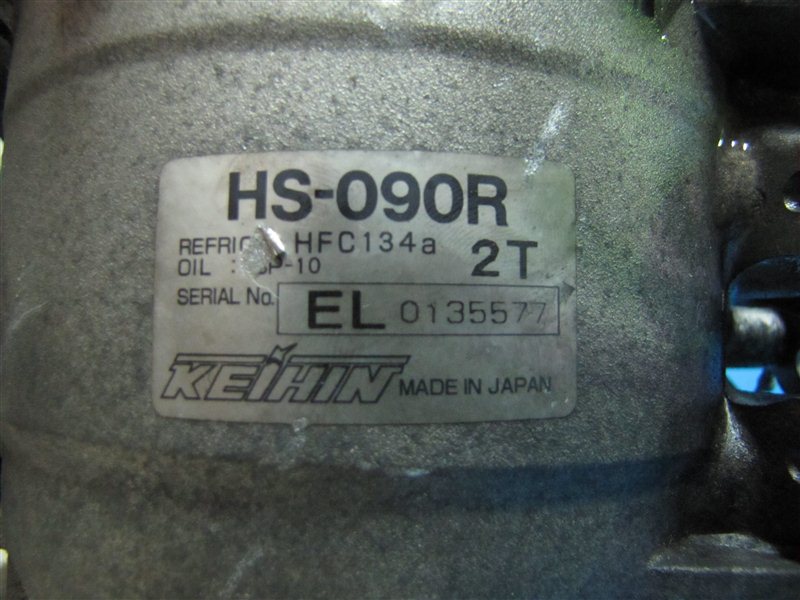 HS-090R
HFC134a
2T
OIL : -10
SERIAL No. EL 0135577
KEIHIN MADE IN JAPAN